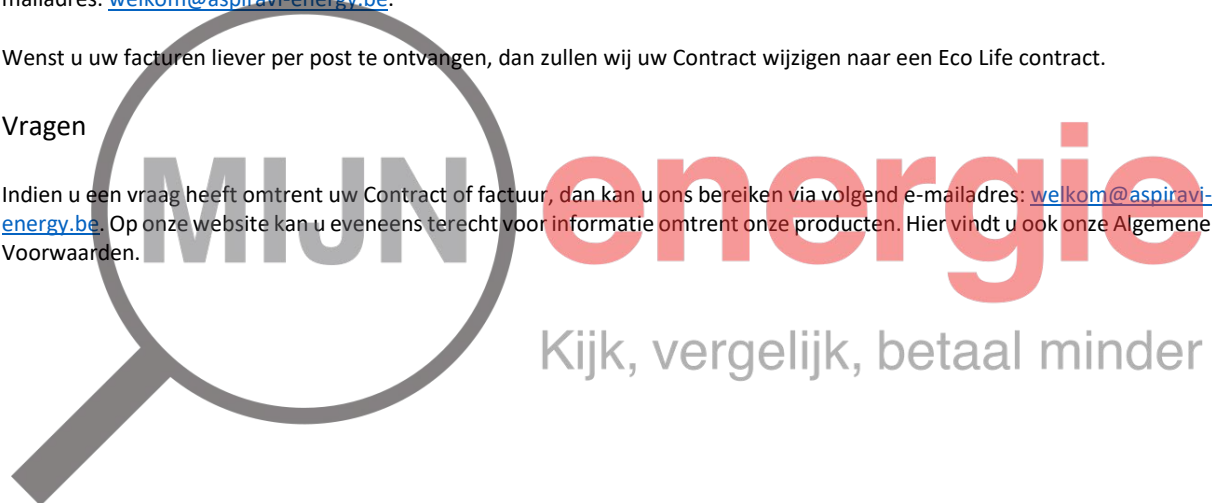 mailadres: welkom@aspiravi-energy.be.
Wenst u uw facturen liever per post te ontvangen, dan zullen wij uw Contract wijzigen naar een Eco Life contract.
Vragen
Indien u een vraag heeft omtrent uw Contract of factuur, dan kan u ons bereiken via volgend e-mailadres: welkom@aspiravi-
energy.be. Op onze website kan u eveneens terecht voor informatie omtrent onze producten. Hier vindt u ook onze Algemene
Voorwaarden.
MIJN energie
Kijk, vergelijk, betaal minder